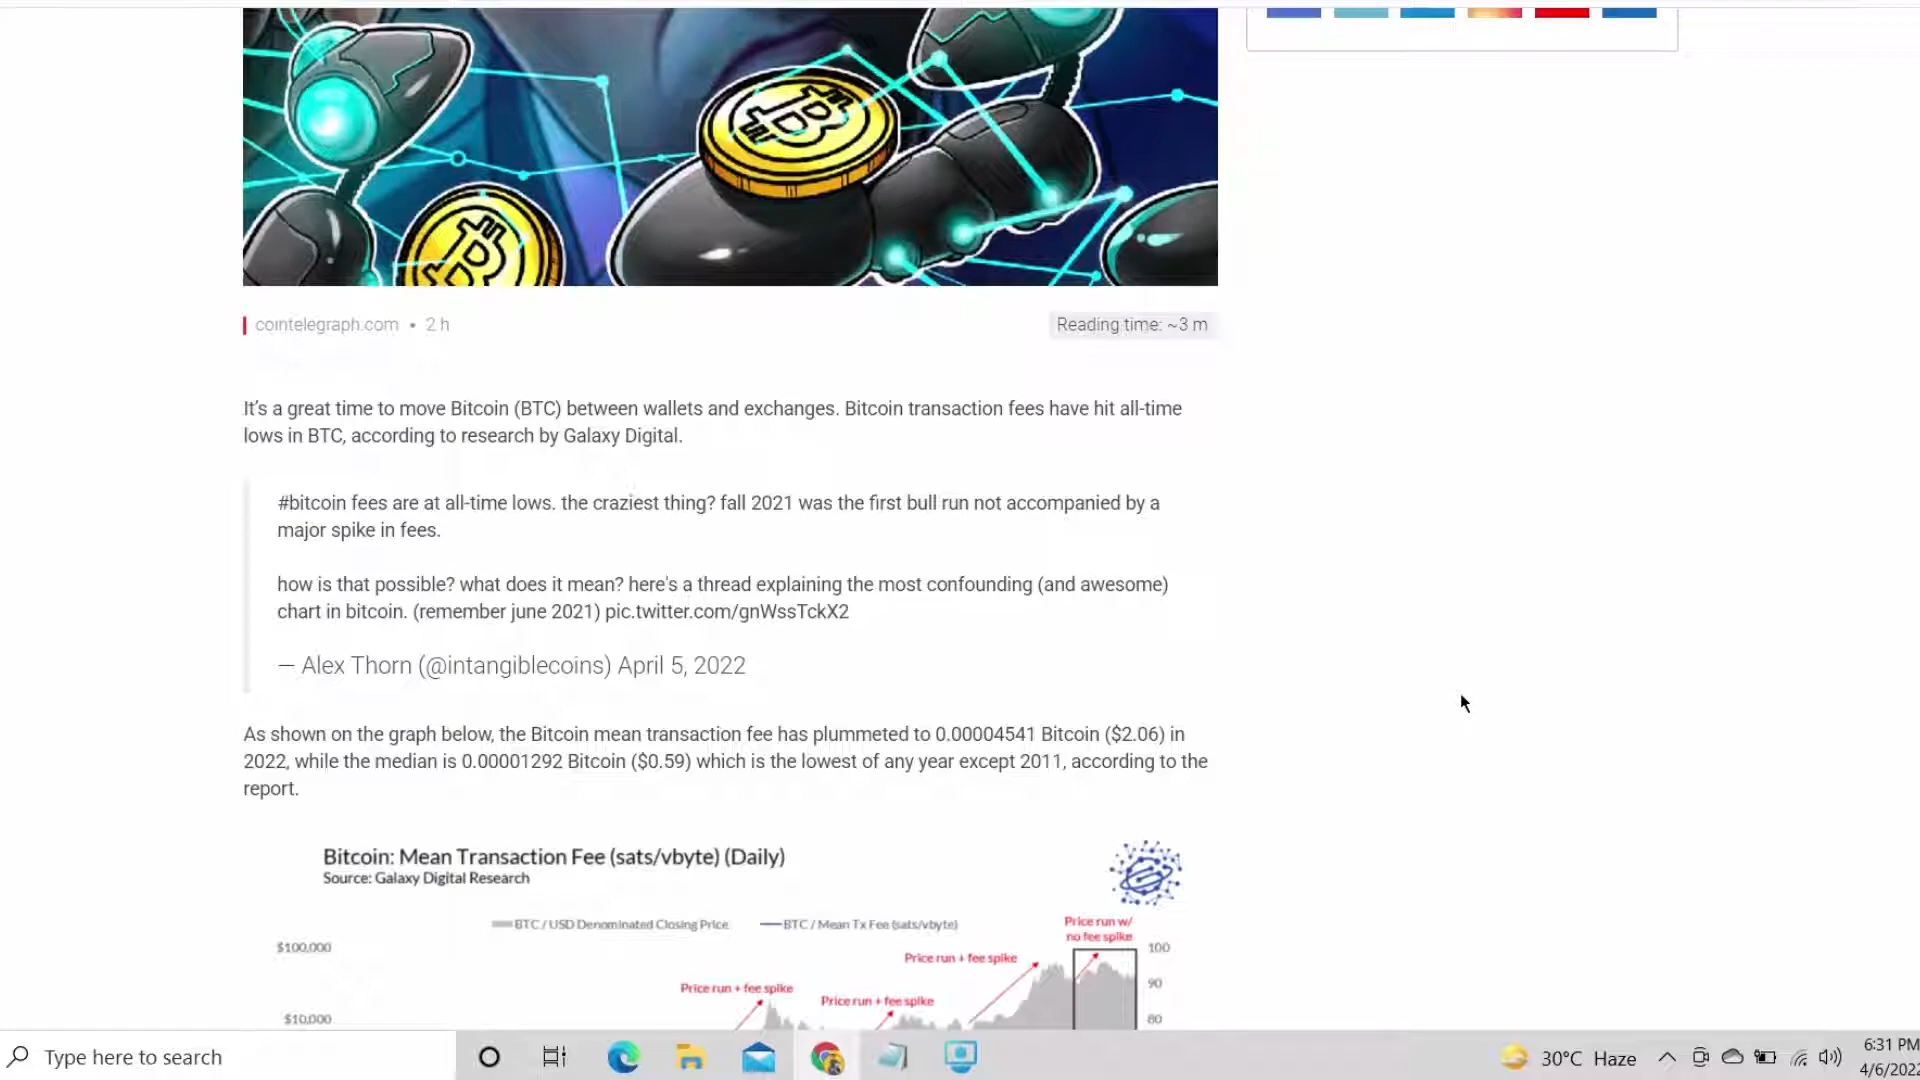 cointelegraph.com • 2 h
Reading time: ~3 m
It's a great time to move Bitcoin (BTC) between wallets and exchanges. Bitcoin transaction fees have hit all-time
lows in BTC, according to research by Galaxy Digital.
#bitcoin fees are at all-time lows. the craziest thing? fall 2021 was the first bull run not accompanied by a
major spike in fees.
how is that possible? what does it mean? here's a thread explaining the most confounding (and awesome)
chart in bitcoin. (remember june 2021) pic.twitter.com/gnWssTckX2
— Alex Thorn (@intangiblecoins) April 5, 2022
As shown on the graph below, the Bitcoin mean transaction fee has plummeted to 0.00004541 Bitcoin ($2.06) in
2022, while the median is 0.00001292 Bitcoin ($0.59) which is the lowest of any year except 2011, according to the
report.
Bitcoin: Mean Transaction Fee (sats/vbyte) (Daily)
Source: Galaxy Digital Research
BTC / USD Denominated Closing Price
BTC / Mean Tx Fee (sats/vbyte)
Price run w/
no fee spike
$100,000
100
Price run + fee spike
90
Price run + fee spike
Price run + fee spike
$10,000
80
Type here to search
30°C Haze
6:31 PM
4/6/2022